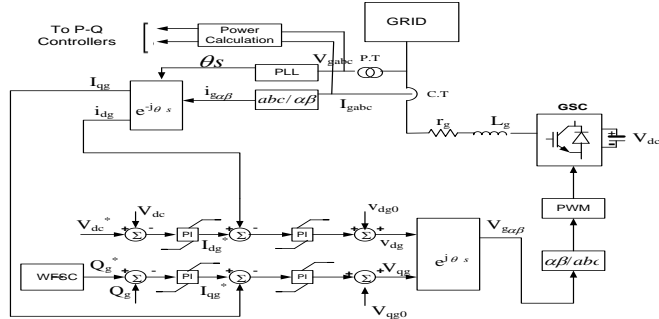 GRID
To P-Q
Controllers
Power
Calculation
Vgabc
P.T
θs
PLL
Iqg
igαβ
abc/αβ
Igabc
C.T
idg
e-jθ s
rg
Lg
GSC
Vdc
PWM
Vdc
vdg0
Vdc*
+
-
Σ
PI
Idg*
+
-
Σ
PI
+
+
Σ
vdg
Vgαβ
ejθ s
αβ/abc
WFSC
Qg*
+
-
Σ
Qg
PI
Iqg*
+
-
Σ
PI
+
+
Σ
Vqg
Vqg0